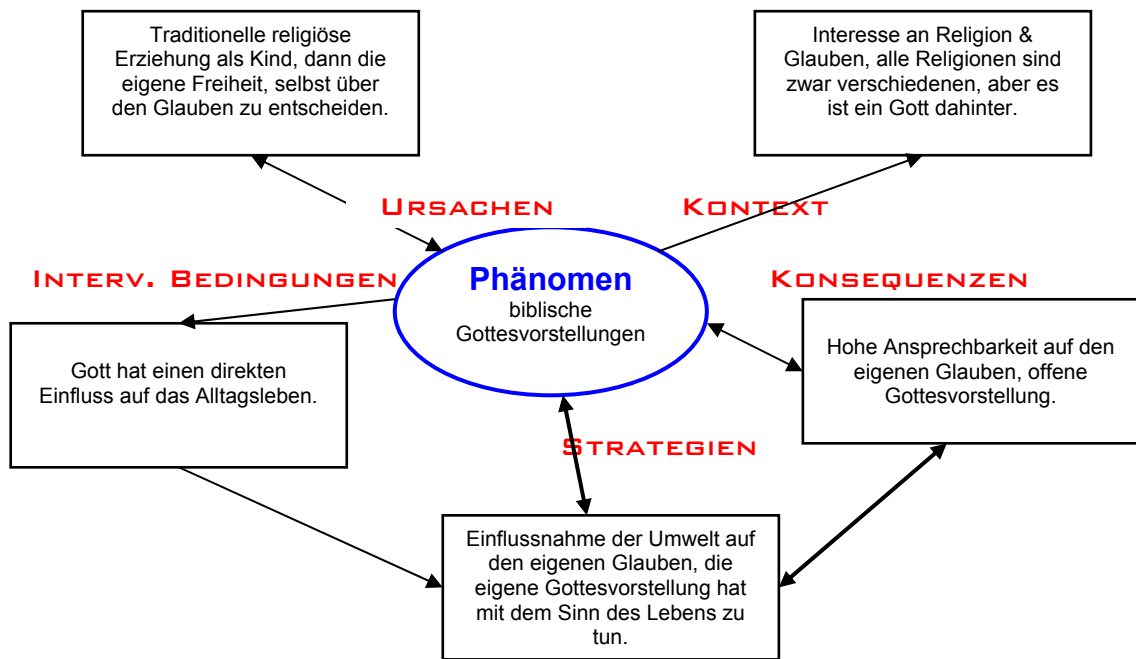 Traditionelle religiöse
Erziehung als Kind, dann die
eigene Freiheit, selbst über
den Glauben zu entscheiden.
Interesse an Religion &
Glauben, alle Religionen sind
zwar verschiedenen, aber es
ist ein Gott dahinter.
URSACHEN
KONTEXT
INTERV. BEDINGUNGEN
Phänomen
biblische
Gottesvorstellungen
KONSEQUENZEN
Gott hat einen direkten
Einfluss auf das Alltagsleben.
Hohe Ansprechbarkeit auf den
eigenen Glauben, offene
Gottesvorstellung.
STRATEGIEN
Einflussnahme der Umwelt auf
den eigenen Glauben, die
eigene Gottesvorstellung hat
mit dem Sinn des Lebens zu
tun.